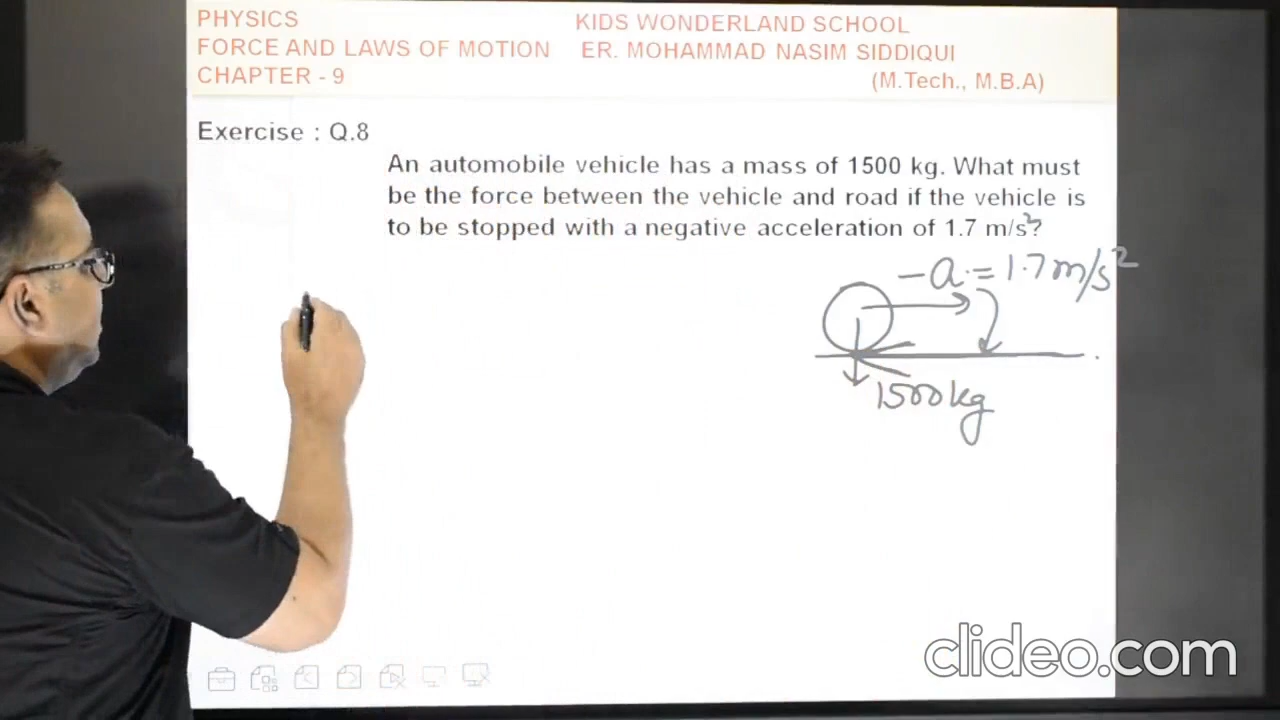 PHYSICS KIDS WONDERLAND SCHOOL
FORCE AND LAWS OF MOTION ER. MOHAMMAD NASIM SIDDIQUI
CHAPTER - 9 (M.Tech., M.B.A)
Exercise : Q.8
An automobile vehicle has a mass of 1500 kg. What must
be the force between the vehicle and road if the vehicle is
to be stopped with a negative acceleration of 1.7 m/s²?
-a = 1.7 m/s²
1500 kg
clideo.com